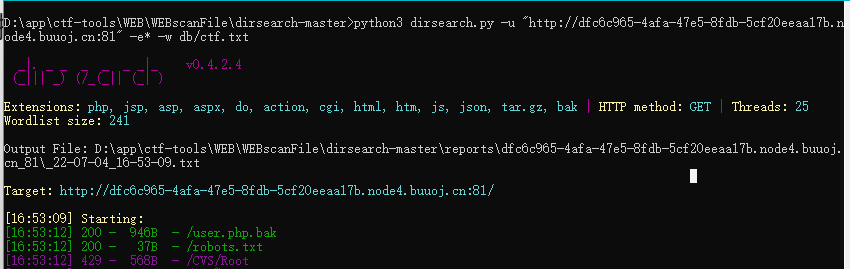 D:\app\ctf-tools\WEB\WEBscanFile\dirsearch-master>python3 dirsearch.py -u "http://dfc6c965-4afa-47e5-8fdb-5cf20eeaa17b.n
ode4.buuoj.cn:81" -e* -w db/ctf.txt
dirsearch v0.4.2.4
Extensions: php, jsp, asp, aspx, do, action, cgi, html, htm, js, json, tar.gz, bak | HTTP method: GET | Threads: 25
Wordlist size: 241
Output File: D:\app\ctf-tools\WEB\WEBscanFile\dirsearch-master\reports\dfc6c965-4afa-47e5-8fdb-5cf20eeaa17b.node4.buuoj.
cn_81\_22-07-04_16-53-09.txt
Target: http://dfc6c965-4afa-47e5-8fdb-5cf20eeaa17b.node4.buuoj.cn:81/
[16:53:09] Starting:
[16:53:12] 200 - 946B - /user.php.bak
[16:53:12] 200 - 37B - /robots.txt
[16:53:12] 429 - 568B - /CVS/Root